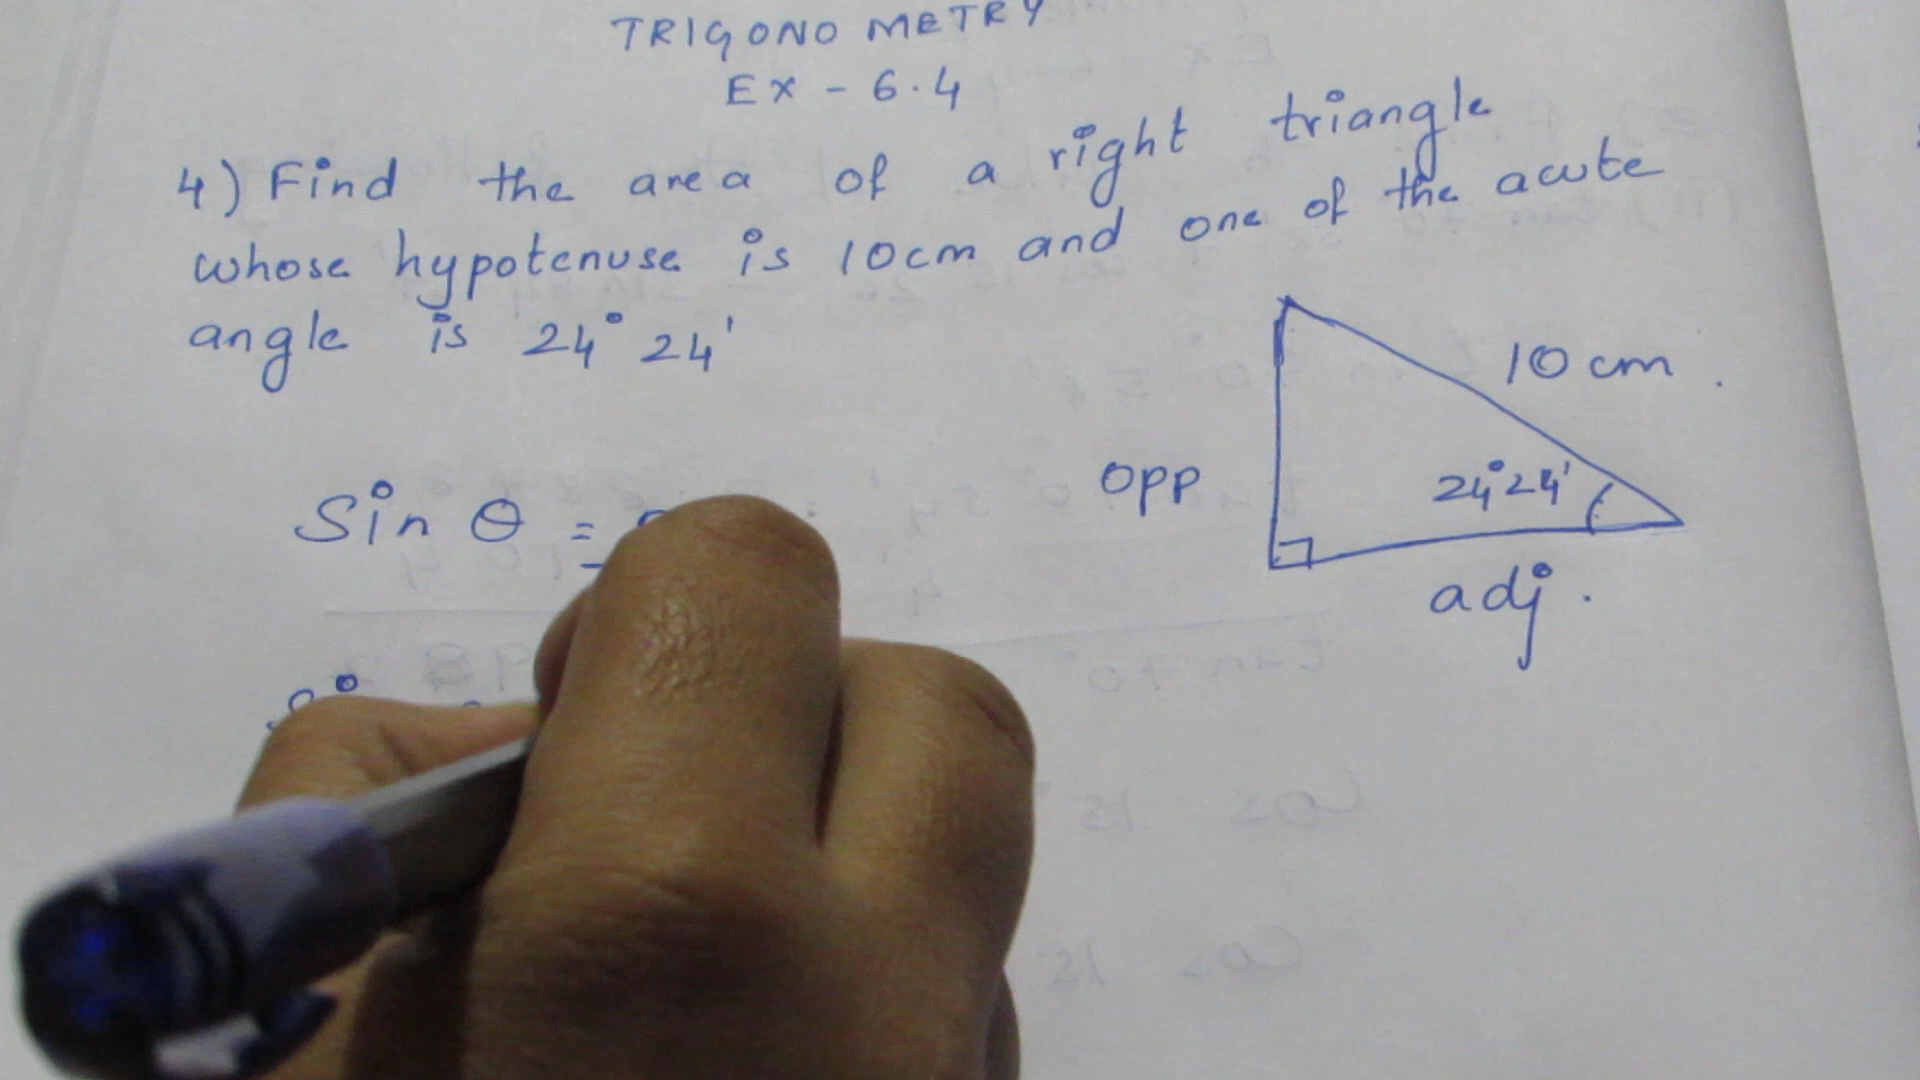 TRIGONOMETRY
EX - 6.4
4) Find the area of a right triangle
whose hypotenuse is 10cm and one of the acute
angle is 24° 24'
10 cm
opp
24°24'
adj.
Sin θ =